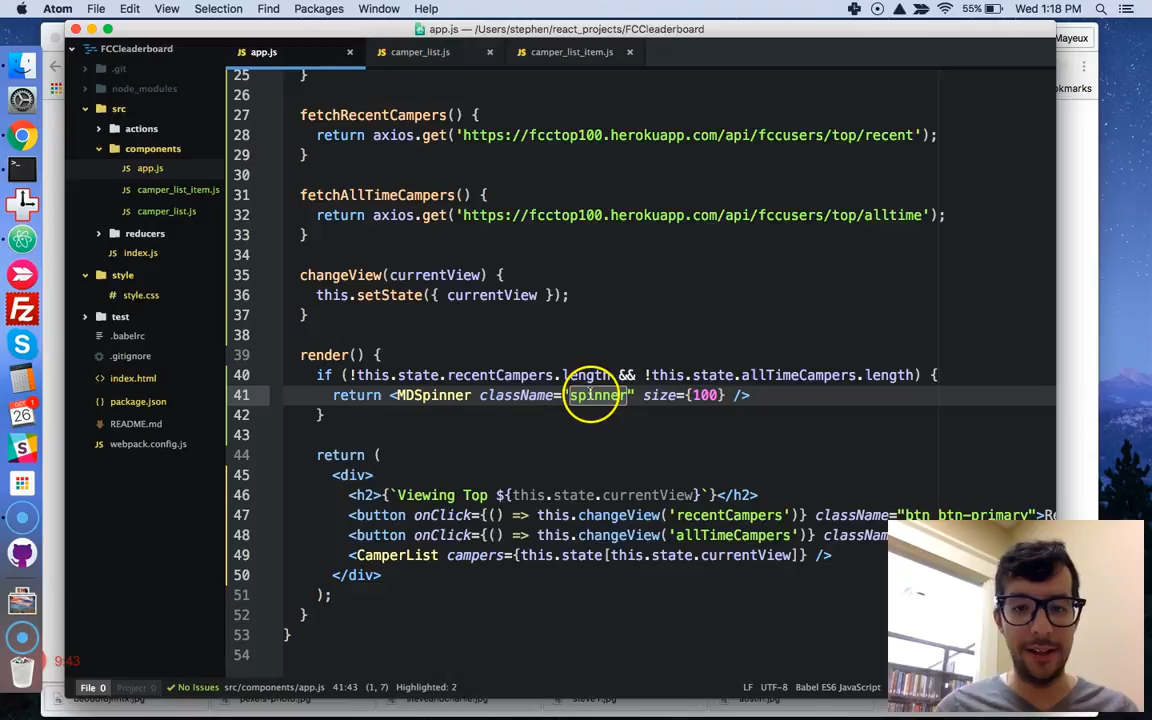 Atom File Edit View Selection Find Packages Window Help 55% Wed 1:18 PM
app.js — /Users/stephen/react_projects/FCCleaderboard
Mayeux
FCCleaderboard
app.js
camper_list.js
camper_list_item.js
.git
node_modules
src
actions
components
app.js
camper_list_item.js
camper_list.js
reducers
index.js
style
style.css
test
.babelrc
.gitignore
index.html
package.json
README.md
webpack.config.js
25 }
26
27 fetchRecentCampers() {
28 return axios.get('https://fcctop100.herokuapp.com/api/fccusers/top/recent');
29 }
30
31 fetchAllTimeCampers() {
32 return axios.get('https://fcctop100.herokuapp.com/api/fccusers/top/alltime');
33 }
34
35 changeView(currentView) {
36 this.setState({ currentView });
37 }
38
39 render() {
40 if (!this.state.recentCampers.length && !this.state.allTimeCampers.length) {
41 return <MDSpinner className="spinner" size={100} />
42 }
43
44 return (
45 <div>
46 <h2>{`Viewing Top ${this.state.currentView}`}</h2>
47 <button onClick={() => this.changeView('recentCampers')} className="btn btn-primary">Re
48 <button onClick={() => this.changeView('allTimeCampers')} classNam
49 <CamperList campers={this.state[this.state.currentView]} />
50 </div>
51 );
52 }
53 }
54
9:43
File 0 Project 0 No Issues src/components/app.js 41:43 (1, 7) Highlighted: 2 LF UTF-8 Babel ES6 JavaScript
OCT
26